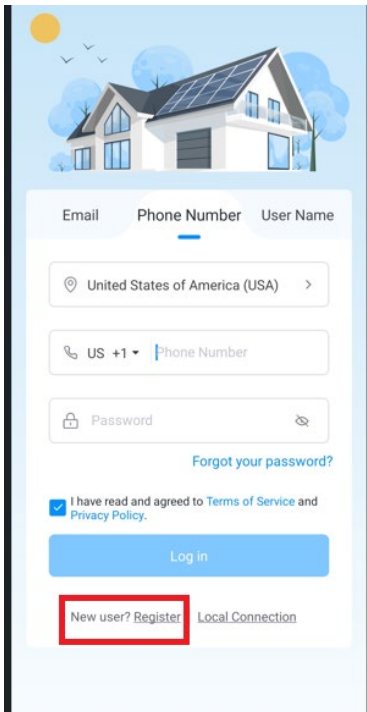 Email Phone Number User Name
United States of America (USA)
US +1 Phone Number
Password
Forgot your password?
I have read and agreed to Terms of Service and
Privacy Policy.
Log in
New user? Register Local Connection